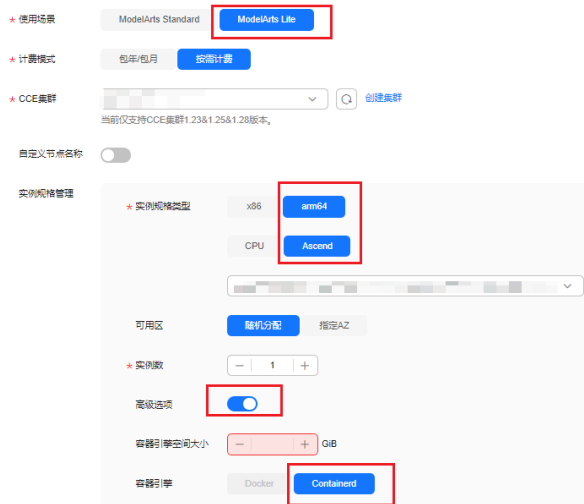 * 使用场景 ModelArts Standard ModelArts Lite
* 计费模式 包年/包月 按需计费
* CCE集群 创建集群
当前仅支持CCE集群1.23&1.25&1.28版本。
自定义节点名称
实例规格管理
* 实例规格类型 x86 arm64
CPU Ascend
可用区 随机分配 指定AZ
* 实例数 − 1 +
高级选项
容器引擎空间大小 − + GiB
容器引擎 Docker Containerd